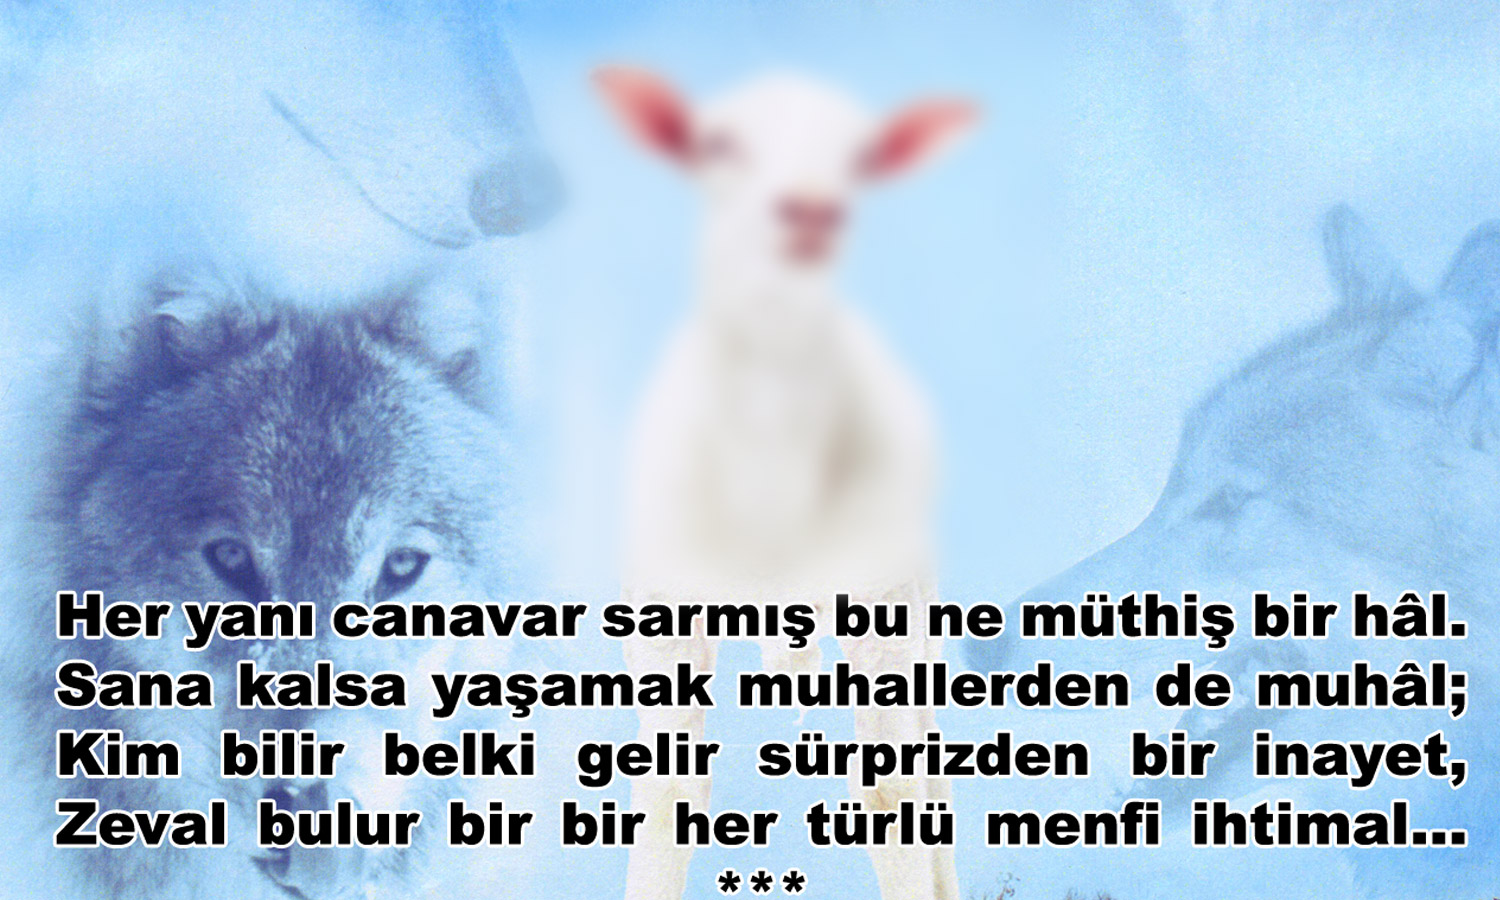 Her yanı canavar sarmış bu ne müthiş bir hâl.
Sana kalsa yaşamak muhallerden de muhâl;
Kim bilir belki gelir sürprizden bir inayet,
Zeval bulur bir bir her türlü menfi ihtimal...
***